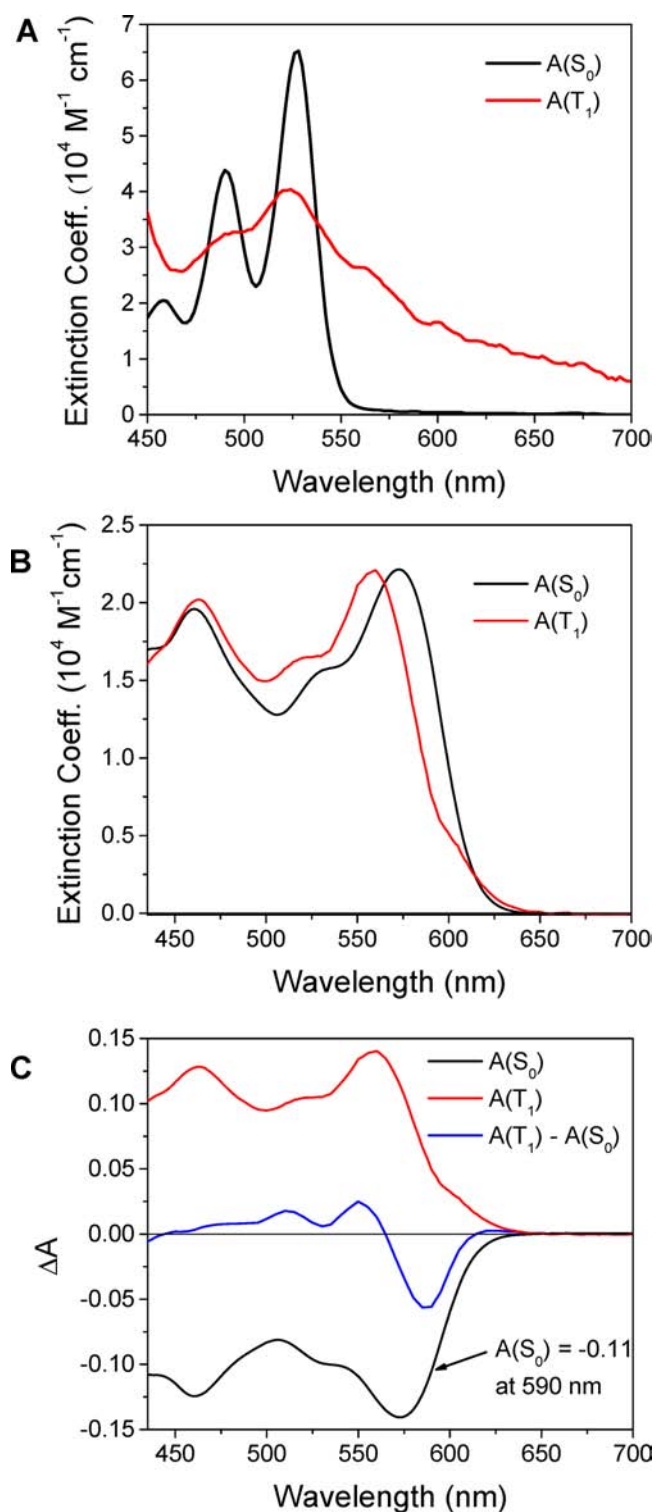 A
7
6
5
4
3
2
1
0
Extinction Coeff. (10⁴ M⁻¹ cm⁻¹)
A(S₀)
A(T₁)
450 500 550 600 650 700
Wavelength (nm)
B
2.5
2.0
1.5
1.0
0.5
0.0
Extinction Coeff. (10⁴ M⁻¹cm⁻¹)
A(S₀)
A(T₁)
450 500 550 600 650 700
Wavelength (nm)
C
0.15
0.10
0.05
0.00
-0.05
-0.10
-0.15
ΔA
A(S₀)
A(T₁)
A(T₁) - A(S₀)
A(S₀) = -0.11
at 590 nm
450 500 550 600 650 700
Wavelength (nm)